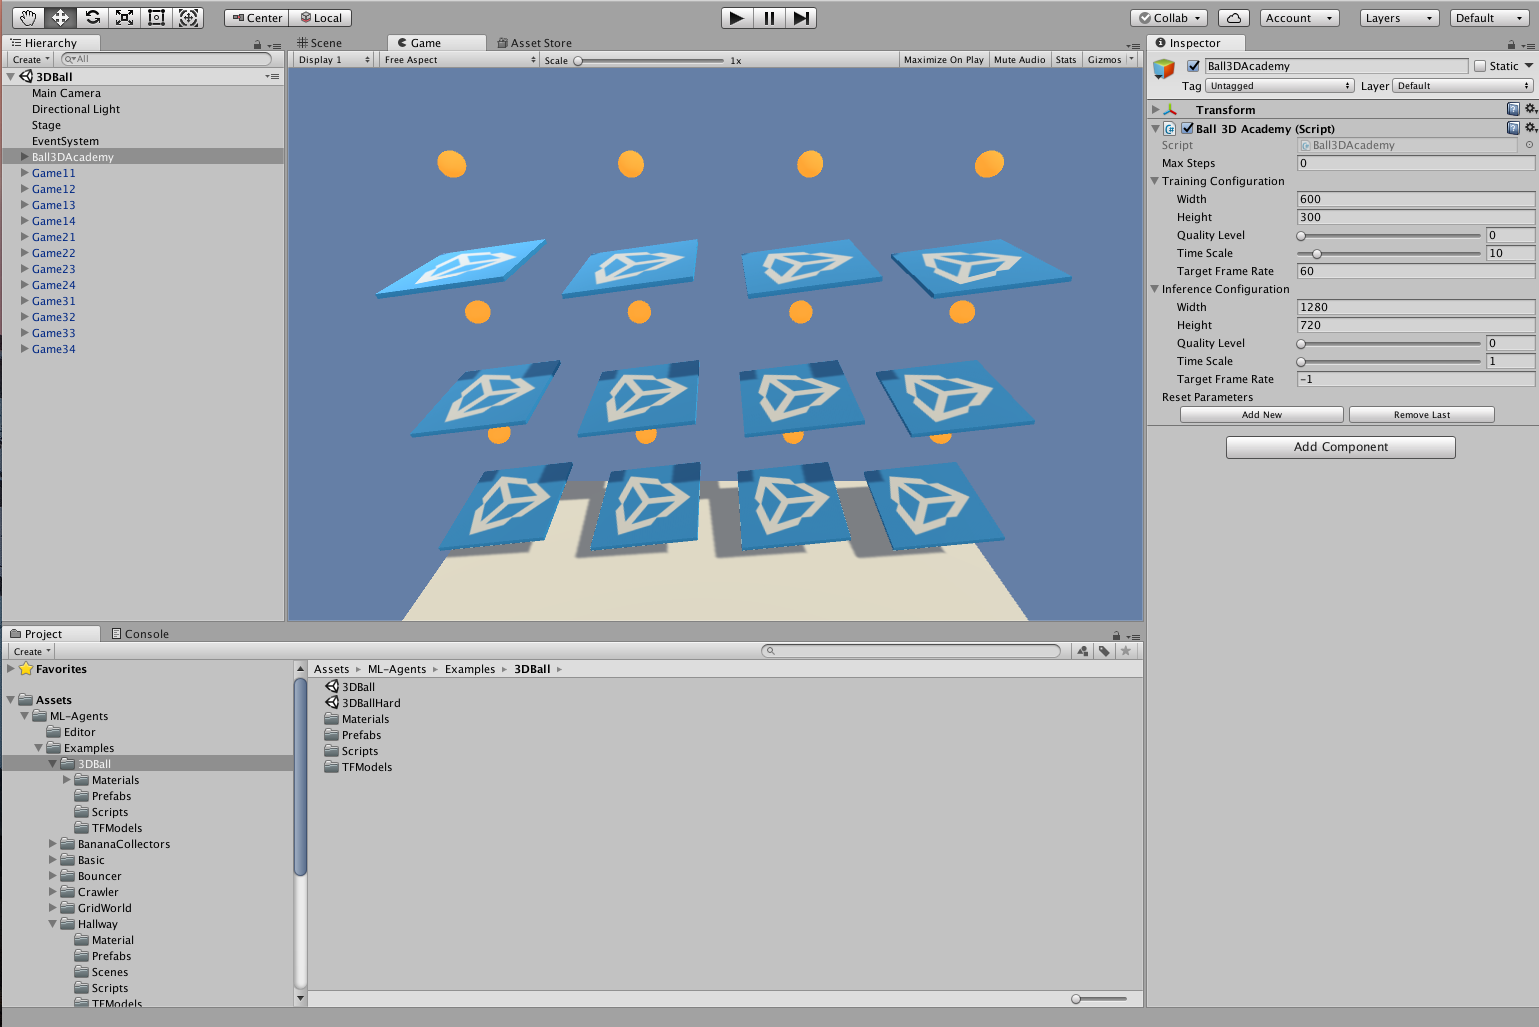 Center Local Collab Account Layers Default
Hierarchy
Create All
3DBall
Main Camera
Directional Light
Stage
EventSystem
Ball3DAcademy
Game11
Game12
Game13
Game14
Game21
Game22
Game23
Game24
Game31
Game32
Game33
Game34
Scene Game Asset Store
Display 1 Free Aspect Scale 1x Maximize On Play Mute Audio Stats Gizmos
Inspector
Ball3DAcademy Static
Tag Untagged Layer Default
Transform
Ball 3D Academy (Script)
Script Ball3DAcademy
Max Steps 0
Training Configuration
Width 600
Height 300
Quality Level 0
Time Scale 10
Target Frame Rate 60
Inference Configuration
Width 1280
Height 720
Quality Level 0
Time Scale 1
Target Frame Rate -1
Reset Parameters
Add New Remove Last
Add Component
Project Console
Create
Favorites
Assets
ML-Agents
Editor
Examples
3DBall
Materials
Prefabs
Scripts
TFModels
BananaCollectors
Basic
Bouncer
Crawler
GridWorld
Hallway
Material
Prefabs
Scenes
Scripts
TFModels
Assets ML-Agents Examples 3DBall
3DBall
3DBallHard
Materials
Prefabs
Scripts
TFModels